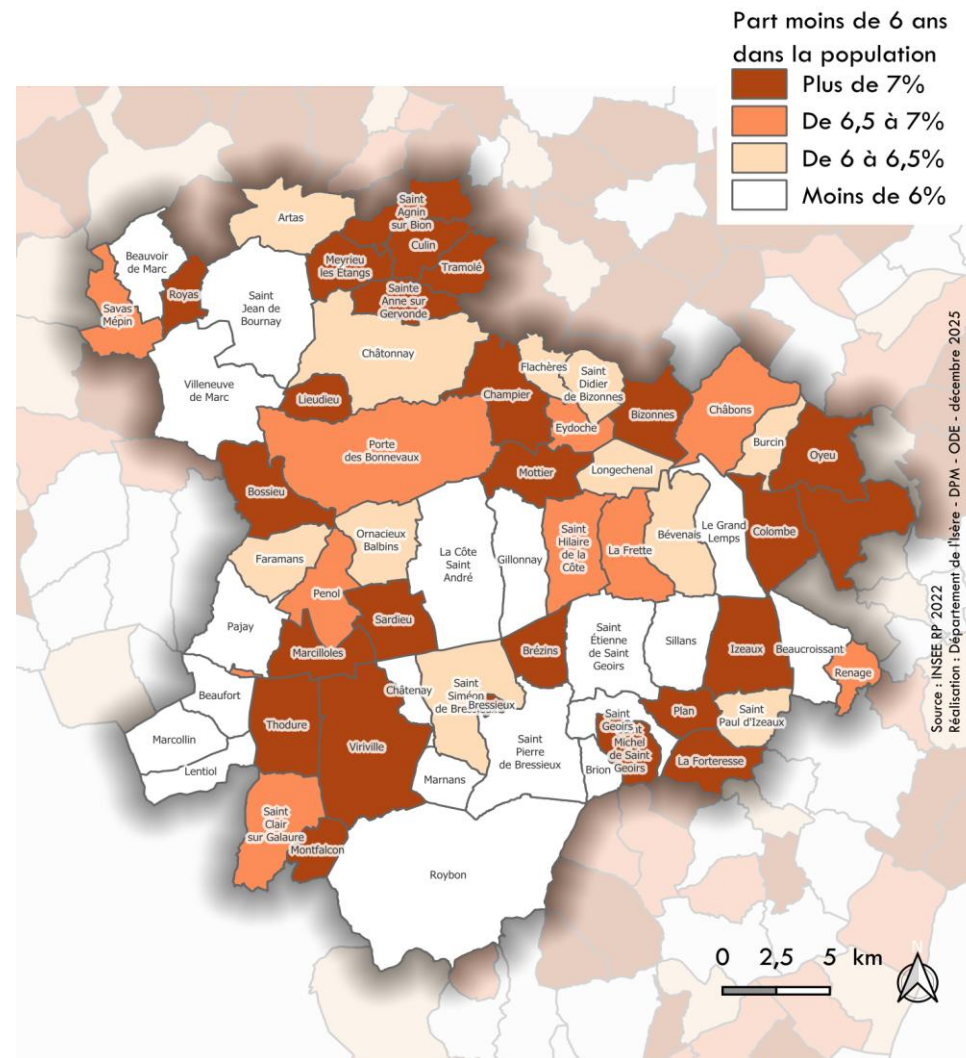 Part moins de 6 ans
dans la population
Plus de 7%
De 6,5 à 7%
De 6 à 6,5%
Moins de 6%
Artas
Saint
Agnin
sur Bion
Culin
Tramolé
Beauvoir
de Marc
Meyrieu
les Étangs
Royas
Saint
Jean de
Bournay
Sainte
Anne sur
Gervonde
Savas
Mépin
Châtonnay
Flachères
Saint
Didier
de Bizonnes
Villeneuve
de Marc
Lieudieu
Champier
Bizonnes
Châbons
Eydoche
Burcin
Oyeu
Porte
des Bonnevaux
Mottier
Longechenal
Bossieu
Ornacieux
Balbins
La Côte
Saint
André
Gillonnay
Saint
Hilaire
de la
Côte
La Frette
Bévenais
Le Grand
Lemps
Colombe
Faramans
Penol
Pajay
Sardieu
Marcilloles
Brézins
Saint
Étienne
de Saint
Geoirs
Sillans
Izeaux
Beaucroissant
Renage
Beaufort
Châtenay
Saint
Siméon
de Bressieux
Bressieux
Marcollin
Thodure
Viriville
Saint
Pierre
de Bressieux
Saint
Geoirs
Saint
Michel
de Saint
Geoirs
Plan
Saint
Paul d'Izeaux
Lentiol
Marnans
Brion
La Forteresse
Saint
Clair
sur Galaure
Montfalcon
Roybon
0 2,5 5 km
N
Source : INSEE RP 2022
Réalisation : Département de l'Isère - DPM - ODE - décembre 2025